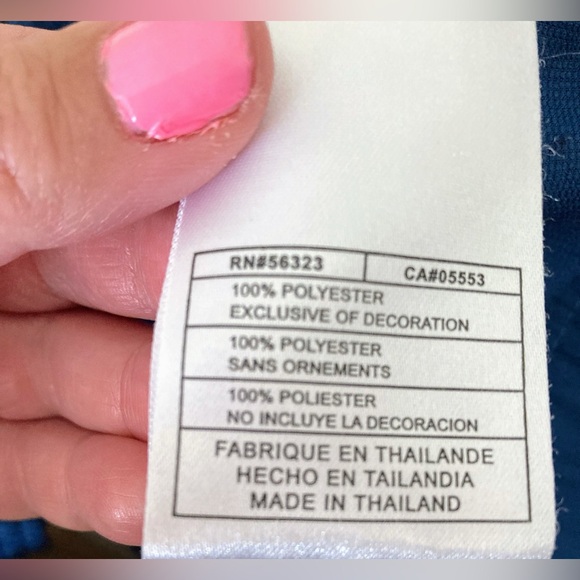 RN#56323 CA#05553
100% POLYESTER
EXCLUSIVE OF DECORATION
100% POLYESTER
SANS ORNEMENTS
100% POLIESTER
NO INCLUYE LA DECORACION
FABRIQUE EN THAILANDE
HECHO EN TAILANDIA
MADE IN THAILAND